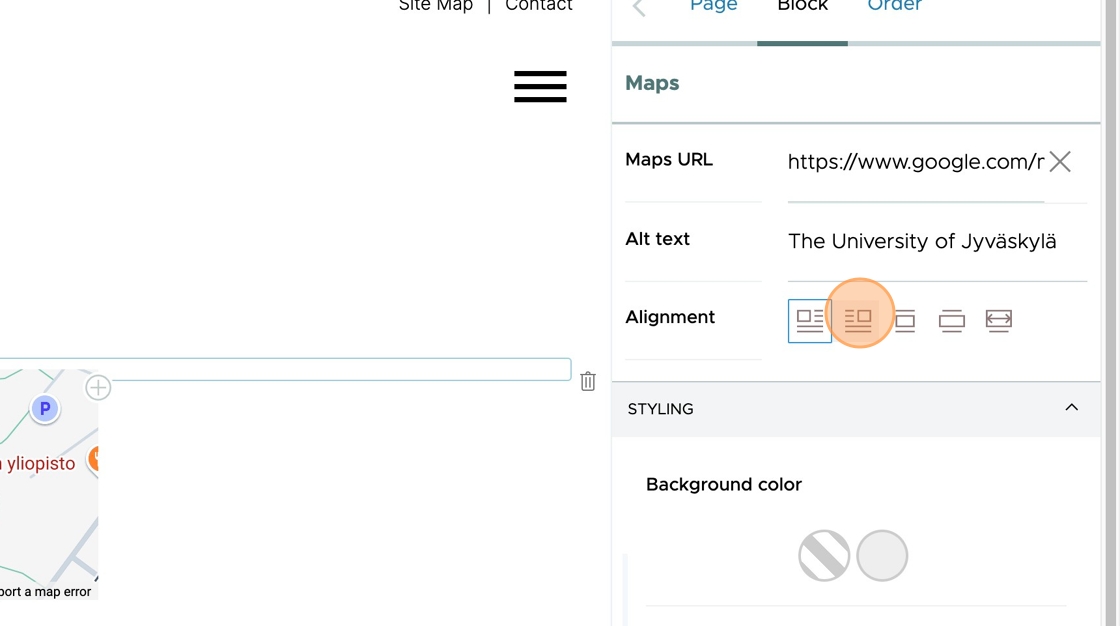 Site Map | Contact
Page Block Order
Maps
Maps URL
https://www.google.com/
Alt text
The University of Jyväskylä
Alignment
P
yliopisto
STYLING
Background color
port a map error